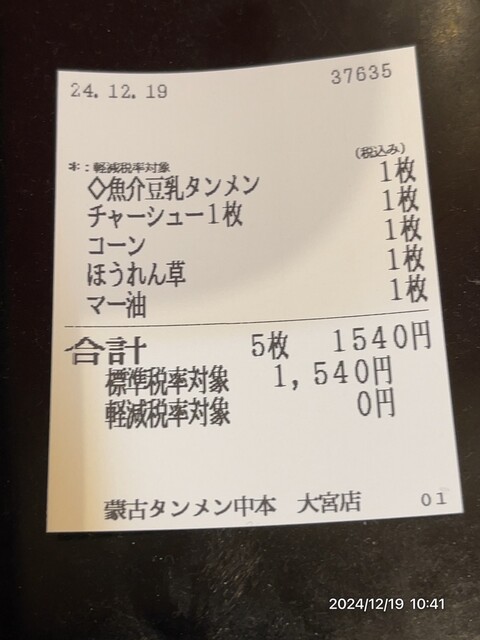 24.12.19 37635
(税込み)
*:軽減税率対象
◇魚介豆乳タンメン 1枚
チャーシュー1枚 1枚
コーン 1枚
ほうれん草 1枚
マー油 1枚
合計 5枚 1540円
標準税率対象 1,540円
軽減税率対象 0円
蒙古タンメン中本 大宮店 01
2024/12/19 10:41